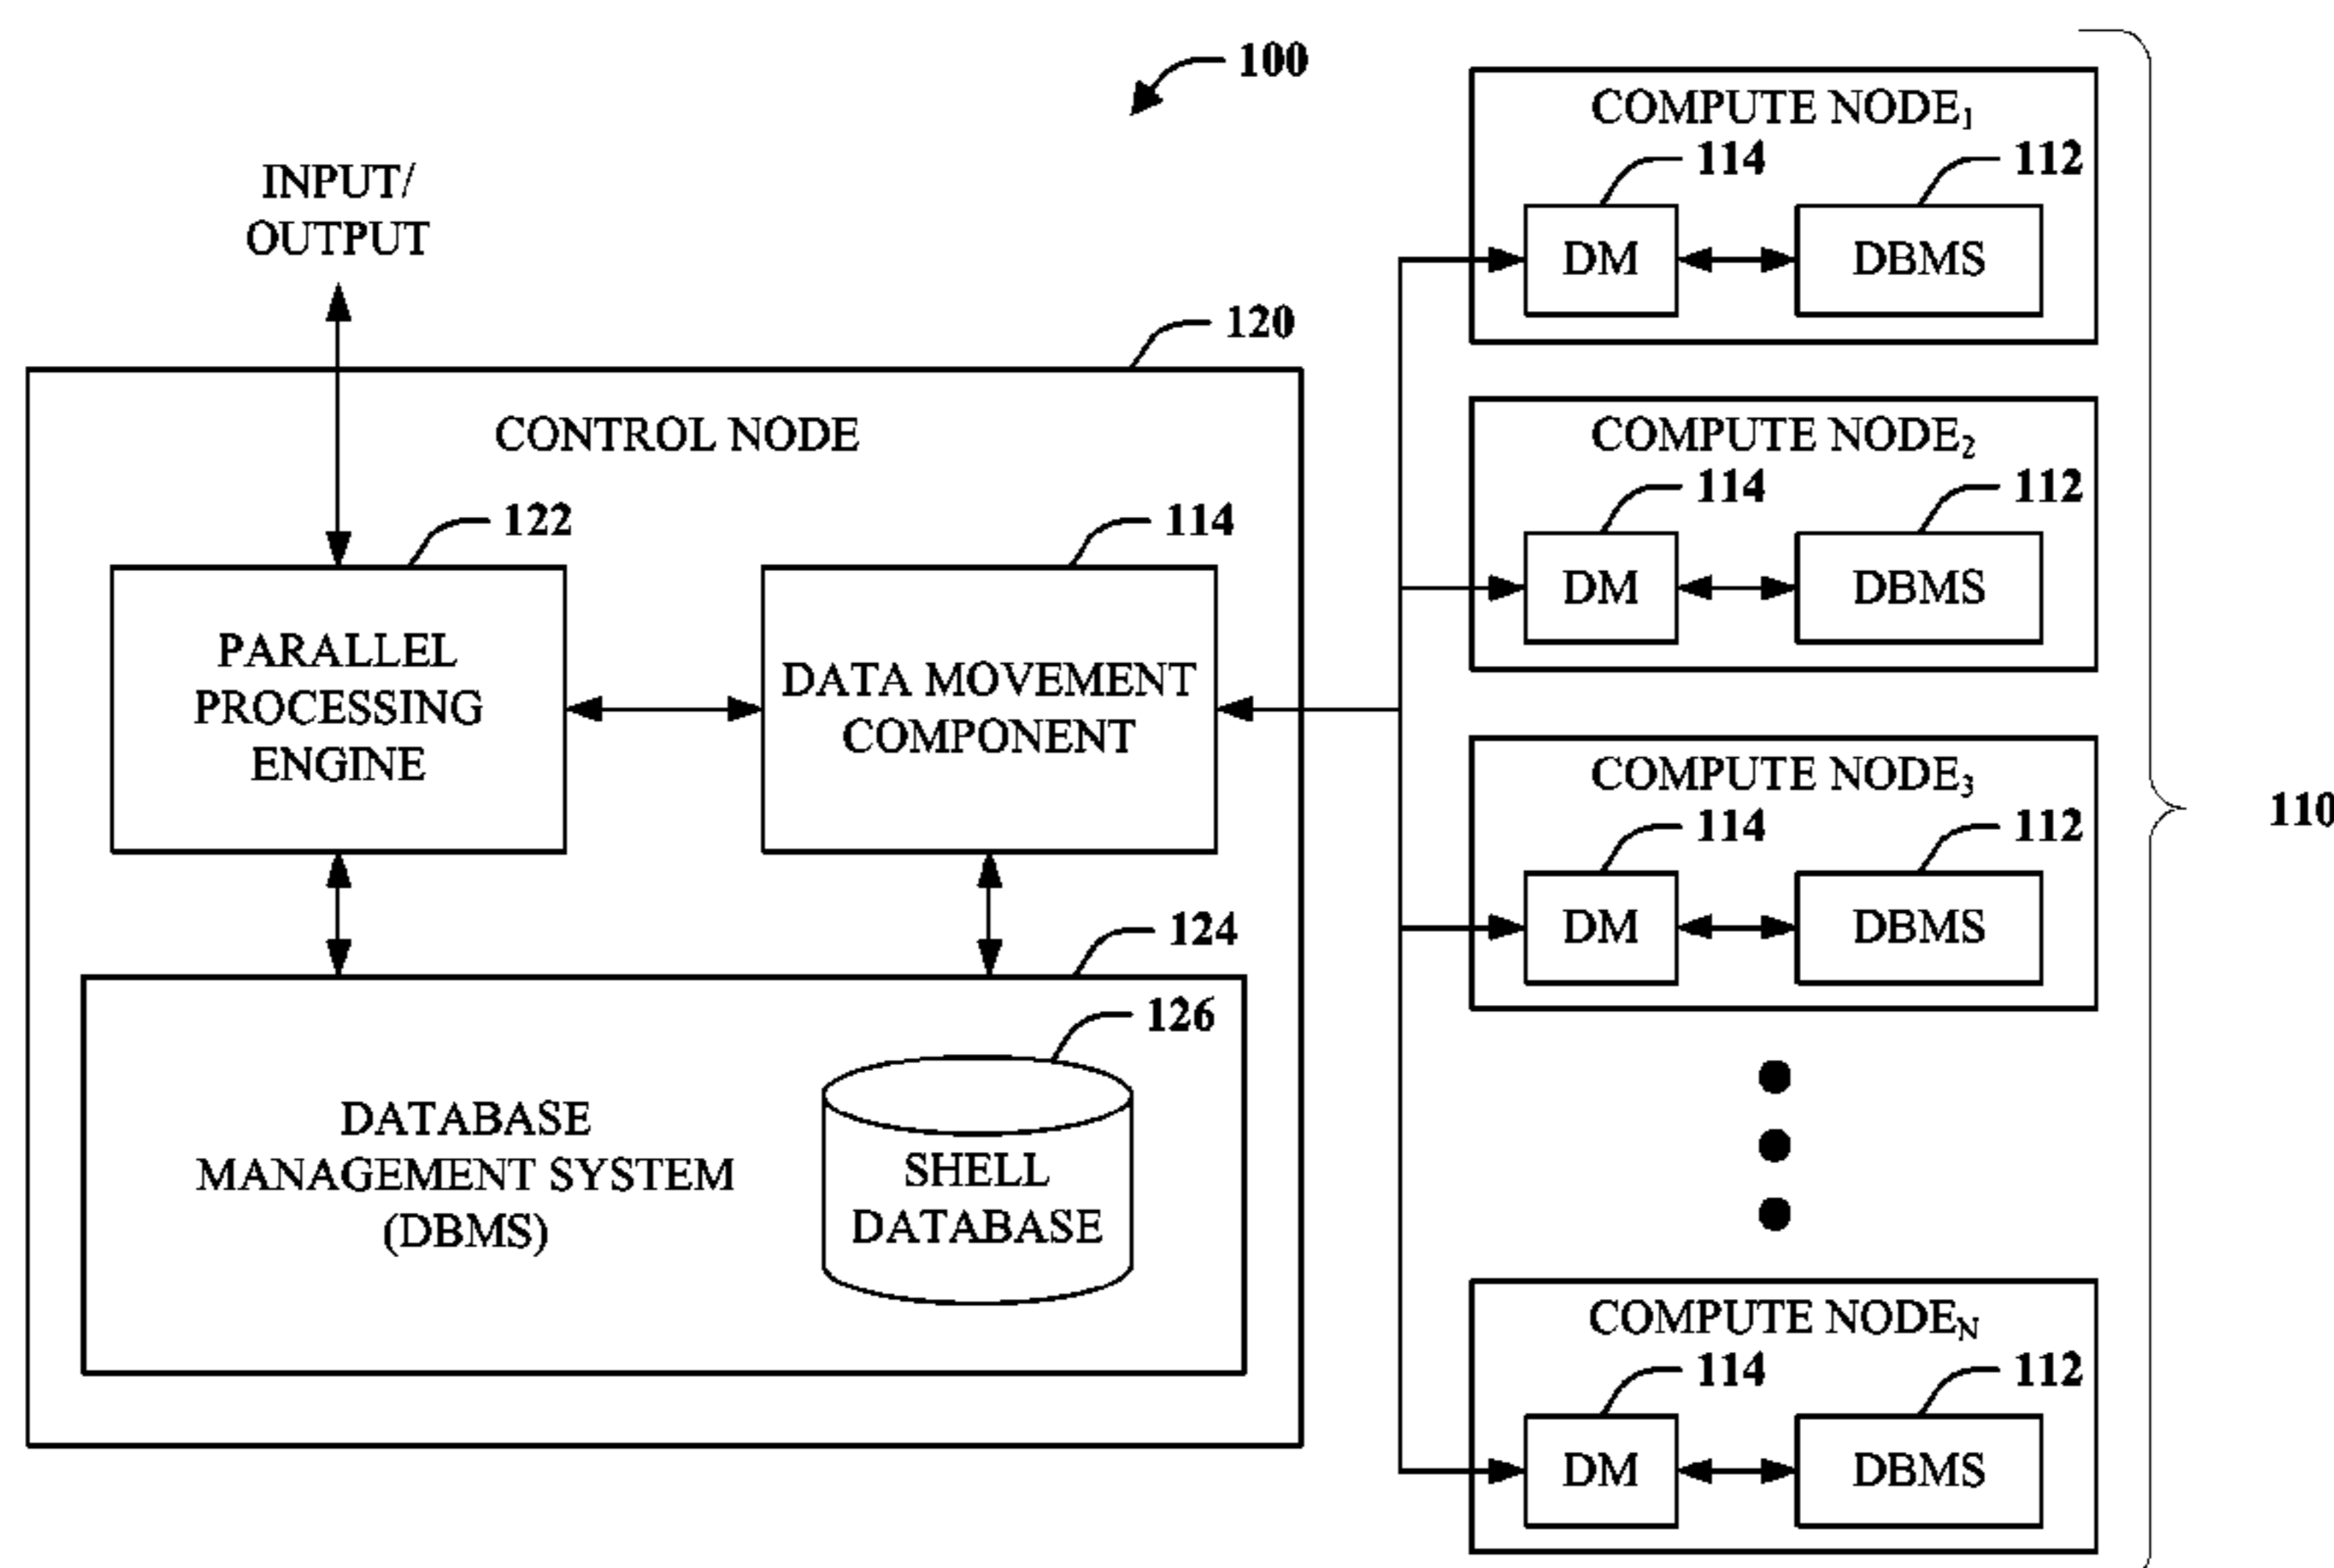 100
INPUT/
OUTPUT
120
CONTROL NODE
122
114
PARALLEL
PROCESSING
ENGINE
DATA MOVEMENT
COMPONENT
124
126
DATABASE
MANAGEMENT SYSTEM
(DBMS)
SHELL
DATABASE
COMPUTE NODE₁
114
112
DM
DBMS
COMPUTE NODE₂
114
112
DM
DBMS
COMPUTE NODE₃
114
112
DM
DBMS
COMPUTE NODE_N
114
112
DM
DBMS
110